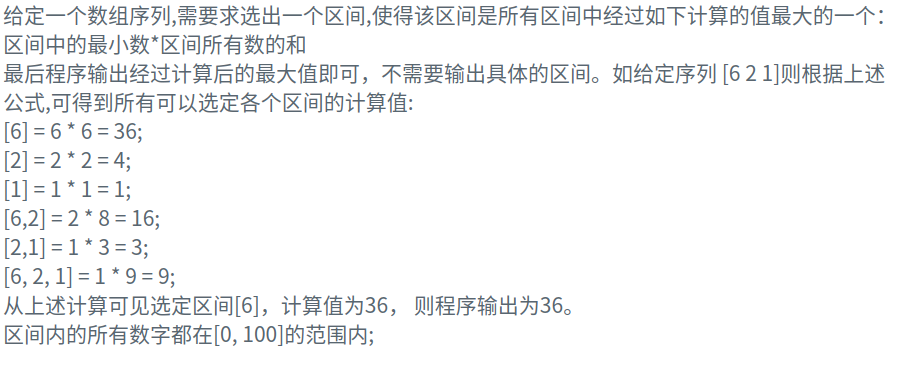 给定一个数组序列,需要求选出一个区间,使得该区间是所有区间中经过如下计算的值最大的一个：
区间中的最小数*区间所有数的和
最后程序输出经过计算后的最大值即可，不需要输出具体的区间。如给定序列 [6 2 1]则根据上述
公式,可得到所有可以选定各个区间的计算值:
[6] = 6 * 6 = 36;
[2] = 2 * 2 = 4;
[1] = 1 * 1 = 1;
[6,2] = 2 * 8 = 16;
[2,1] = 1 * 3 = 3;
[6, 2, 1] = 1 * 9 = 9;
从上述计算可见选定区间[6]，计算值为36， 则程序输出为36。
区间内的所有数字都在[0, 100]的范围内;